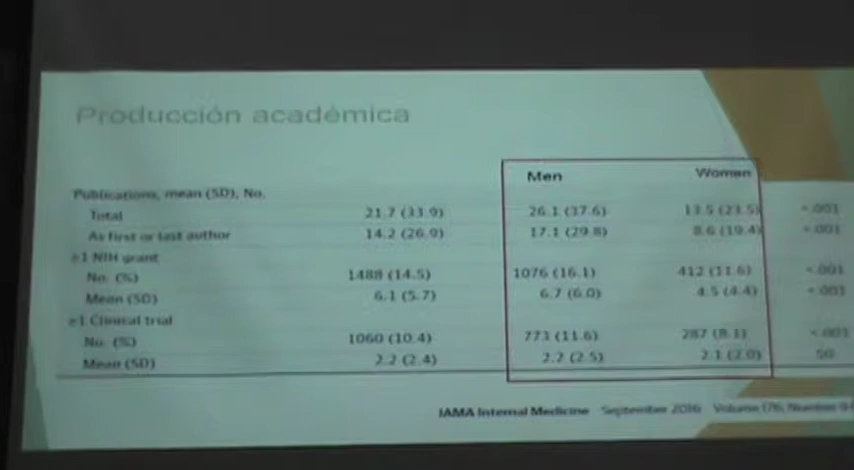 Producción académica
Men Women
Publications, mean (SD), No.
Total 21.7 (33.9) 26.1 (37.6) 13.5 (23.5) <.001
As first or last author 14.2 (26.9) 17.1 (29.8) 8.6 (19.4) <.001
≥1 NIH grant
No. (%) 1488 (14.5) 1076 (16.1) 412 (11.6) <.001
Mean (SD) 6.1 (5.7) 6.7 (6.0) 4.5 (4.4) <.001
≥1 Clinical trial
No. (%) 1060 (10.4) 773 (11.6) 287 (8.1) <.001
Mean (SD) 2.2 (2.4) 2.2 (2.5) 2.1 (2.0)
JAMA Internal Medicine September 2016 Volume 176, Number